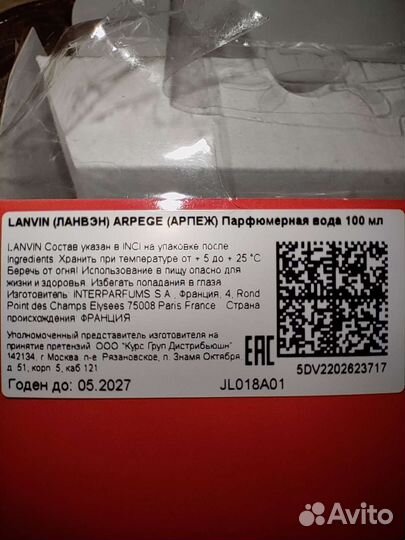 LANVIN (ЛАНВЭН) ARPEGE (АРПЕЖ) Парфюмерная вода 100 мл
LANVIN Состав указан в INCI на упаковке после
Ingredients Хранить при температуре от + 5 до + 25 °C
Беречь от огня! Использование в пищу опасно для
жизни и здоровья. Избегать попадания в глаза
Изготовитель INTERPARFUMS S.A., Франция, 4, Rond
Point des Champs Elysees 75008 Paris France Страна
происхождения ФРАНЦИЯ
Уполномоченный представитель изготовителя на
принятие претензий ООО "Курс Груп Дистрибьюшн"
142134, г Москва, п-е Рязановское, п. Знамя Октября
д. 51, корп 5, каб 121
EAC
5DV2202623717
Годен до: 05.2027 JL018A01
Avito